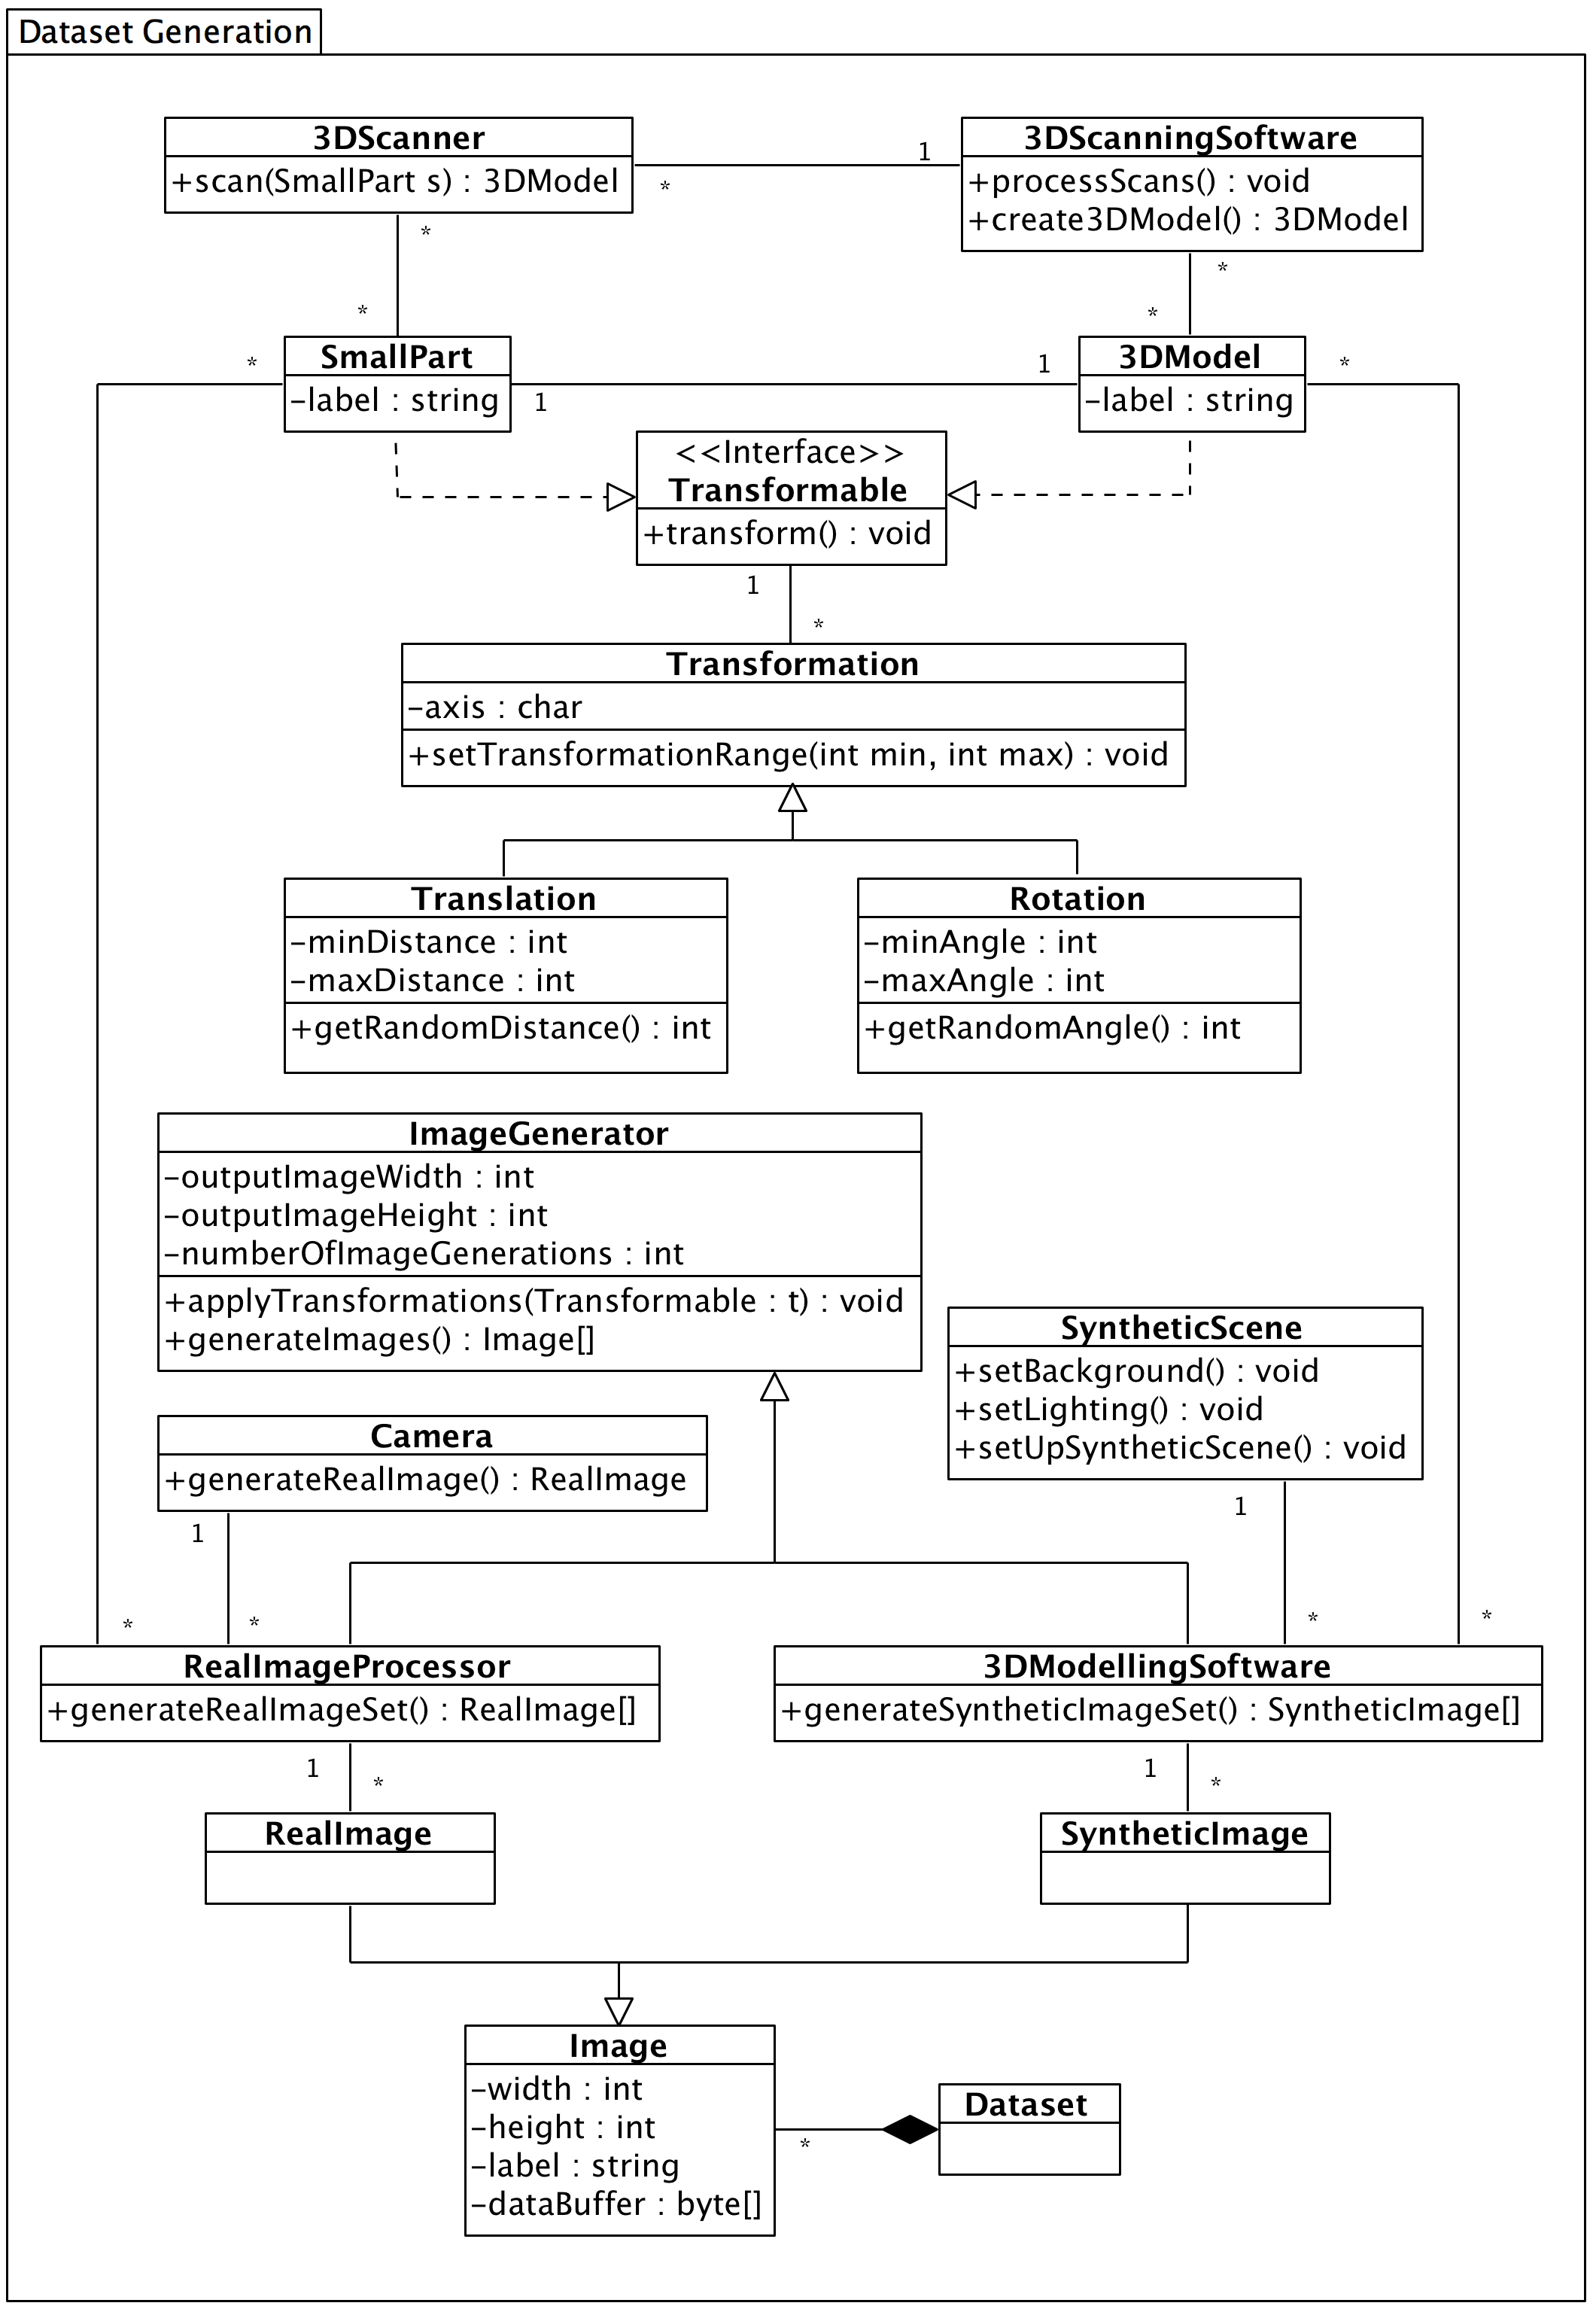 Dataset Generation
3DScanner
+scan(SmallPart s) : 3DModel
1
*
3DScanningSoftware
+processScans() : void
+create3DModel() : 3DModel
*
*
*
*
*
SmallPart
-label : string
1
1
3DModel
-label : string
*
<<Interface>>
Transformable
+transform() : void
1
*
Transformation
-axis : char
+setTransformationRange(int min, int max) : void
Translation
-minDistance : int
-maxDistance : int
+getRandomDistance() : int
Rotation
-minAngle : int
-maxAngle : int
+getRandomAngle() : int
ImageGenerator
-outputImageWidth : int
-outputImageHeight : int
-numberOfImageGenerations : int
+applyTransformations(Transformable : t) : void
+generateImages() : Image[]
SyntheticScene
+setBackground() : void
+setLighting() : void
+setUpSyntheticScene() : void
Camera
+generateRealImage() : RealImage
1
1
*
*
*
*
RealImageProcessor
+generateRealImageSet() : RealImage[]
3DModellingSoftware
+generateSyntheticImageSet() : SyntheticImage[]
1
*
1
*
RealImage
SyntheticImage
Image
-width : int
-height : int
-label : string
-dataBuffer : byte[]
*
Dataset